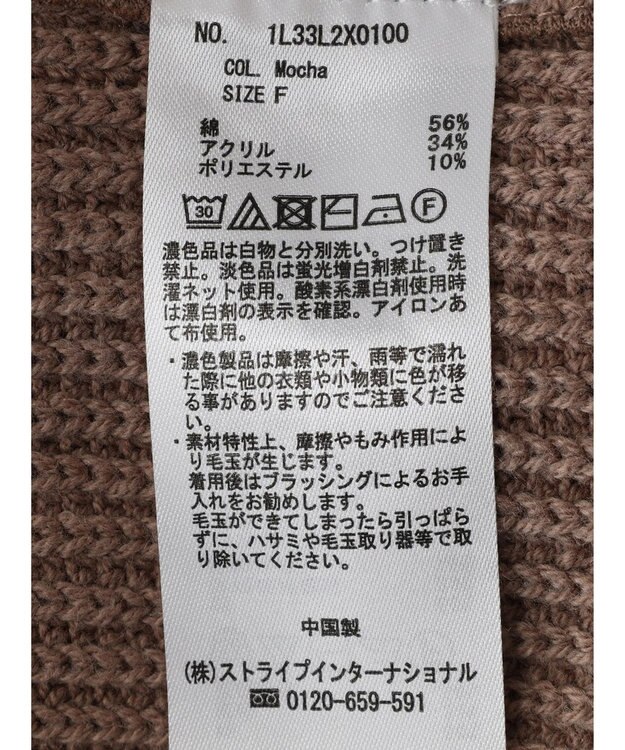 NO. 1L33L2X0100
COL. Mocha
SIZE F
綿 56%
アクリル 34%
ポリエステル 10%
30 F
濃色品は白物と分別洗い。つけ置き
禁止。淡色品は蛍光増白剤禁止。洗
濯ネット使用。酸素系漂白剤使用時
は漂白剤の表示を確認。アイロンあ
て布使用。
・濃色製品は摩擦や汗、雨等で濡れ
た際に他の衣類や小物類に色が移
る事がありますのでご注意くださ
い。
・素材特性上、摩擦やもみ作用によ
り毛玉が生じます。
着用後はブラッシングによるお手
入れをお勧めします。
毛玉ができてしまったら引っぱら
ずに、ハサミや毛玉取り器等で取
り除いてください。
中国製
(株)ストライプインターナショナル
0120-659-591